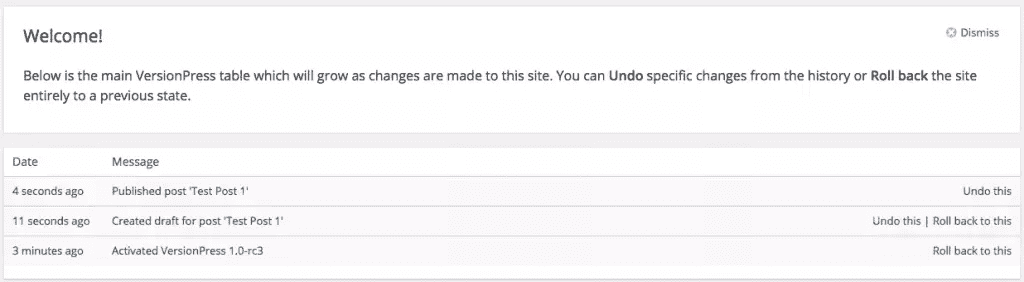 Welcome!
Dismiss
Below is the main VersionPress table which will grow as changes are made to this site. You can Undo specific changes from the history or Roll back the site
entirely to a previous state.
Date Message
4 seconds ago Published post 'Test Post 1' Undo this
11 seconds ago Created draft for post 'Test Post 1' Undo this | Roll back to this
3 minutes ago Activated VersionPress 1.0-rc3 Roll back to this